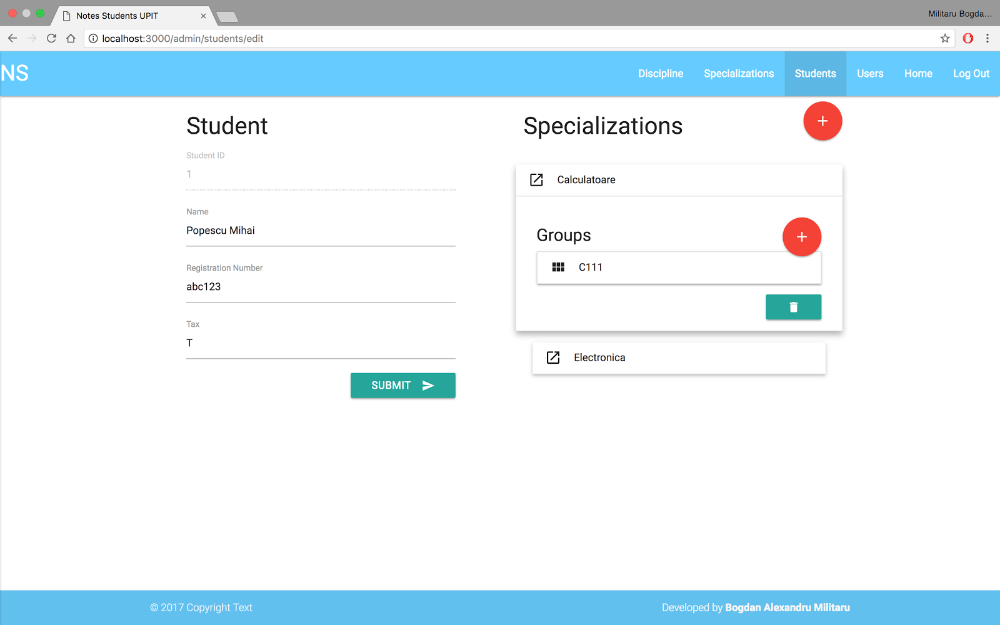 Notes Students UPIT
Militaru Bogda...
localhost:3000/admin/students/edit
NS
Discipline
Specializations
Students
Users
Home
Log Out
Student
Student ID
1
Name
Popescu Mihai
Registration Number
abc123
Tax
T
SUBMIT
Specializations
Calculatoare
Groups
C111
Electronica
© 2017 Copyright Text
Developed by Bogdan Alexandru Militaru